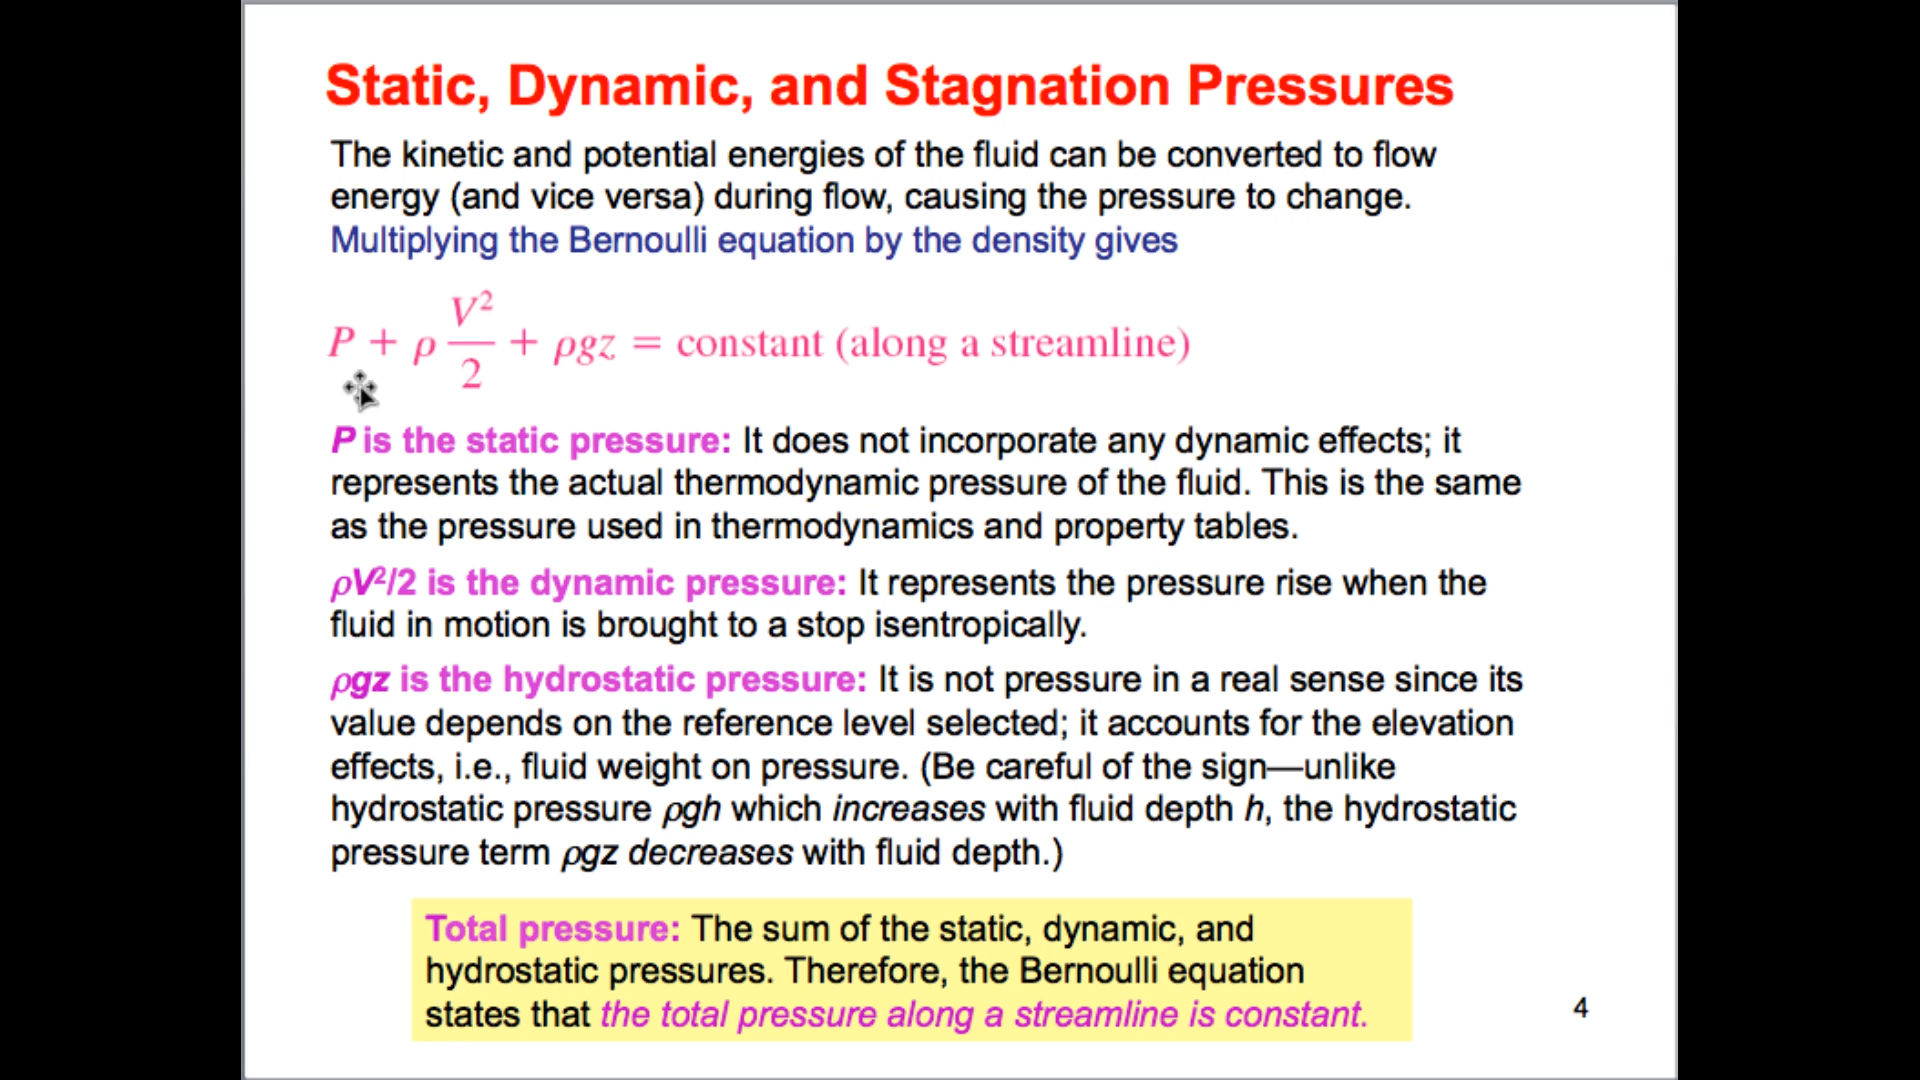 Static, Dynamic, and Stagnation Pressures
The kinetic and potential energies of the fluid can be converted to flow
energy (and vice versa) during flow, causing the pressure to change.
Multiplying the Bernoulli equation by the density gives
P + ρ V²/2 + ρgz = constant (along a streamline)
P is the static pressure: It does not incorporate any dynamic effects; it
represents the actual thermodynamic pressure of the fluid. This is the same
as the pressure used in thermodynamics and property tables.
ρV²/2 is the dynamic pressure: It represents the pressure rise when the
fluid in motion is brought to a stop isentropically.
ρgz is the hydrostatic pressure: It is not pressure in a real sense since its
value depends on the reference level selected; it accounts for the elevation
effects, i.e., fluid weight on pressure. (Be careful of the sign—unlike
hydrostatic pressure ρgh which increases with fluid depth h, the hydrostatic
pressure term ρgz decreases with fluid depth.)
Total pressure: The sum of the static, dynamic, and
hydrostatic pressures. Therefore, the Bernoulli equation
states that the total pressure along a streamline is constant.
4